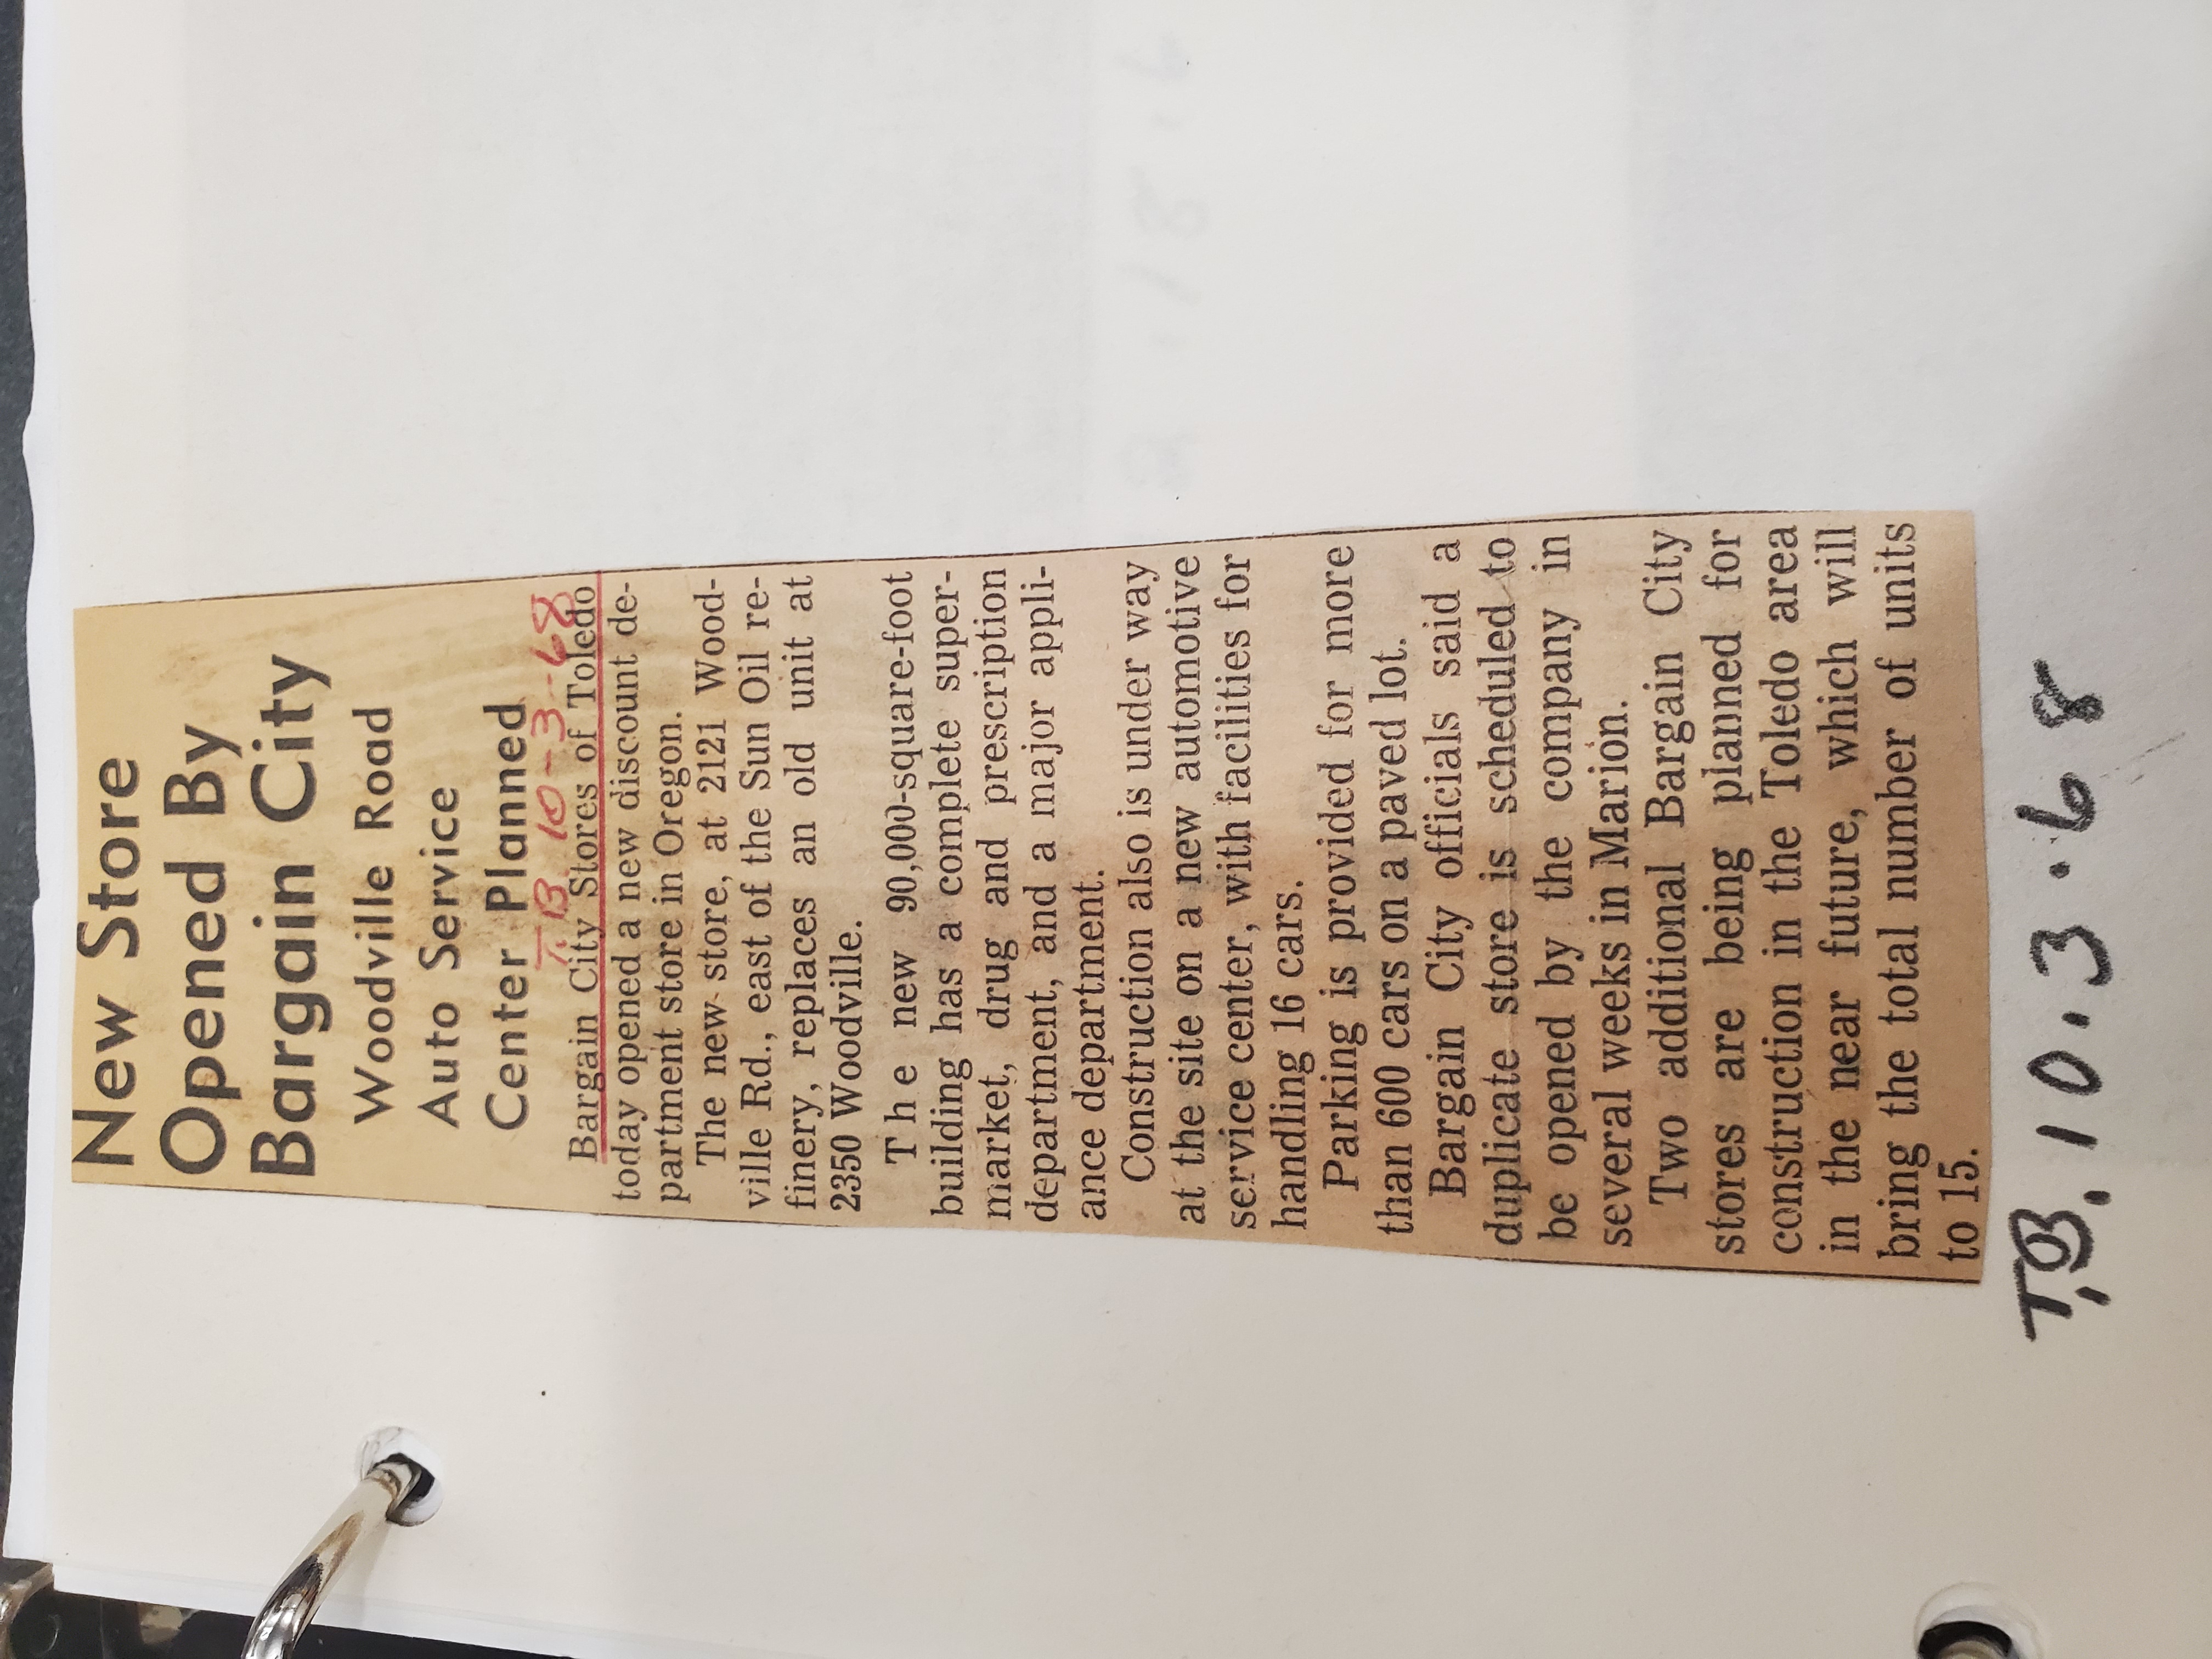 New Store
Opened By
Bargain City
Woodville Road
Auto Service
Center Planned
T.B 10-3-68
Bargain City Stores of Toledo
today opened a new discount de-
partment store in Oregon.
The new store, at 2121 Wood-
ville Rd., east of the Sun Oil re-
finery, replaces an old unit at
2350 Woodville.
The new 90,000-square-foot
building has a complete super-
market, drug and prescription
department, and a major appli-
ance department.
Construction also is under way
at the site on a new automotive
service center, with facilities for
handling 16 cars.
Parking is provided for more
than 600 cars on a paved lot.
Bargain City officials said a
duplicate store is scheduled to
be opened by the company in
several weeks in Marion.
Two additional Bargain City
stores are being planned for
construction in the Toledo area
in the near future, which will
bring the total number of units
to 15.
T.B. 10.3.68